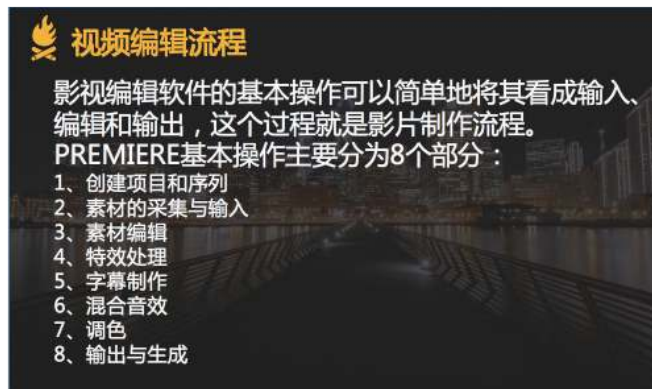 视频编辑流程
影视编辑软件的基本操作可以简单地将其看成输入、
编辑和输出，这个过程就是影片制作流程。
PREMIERE基本操作主要分为8个部分：
1、创建项目和序列
2、素材的采集与输入
3、素材编辑
4、特效处理
5、字幕制作
6、混合音效
7、调色
8、输出与生成